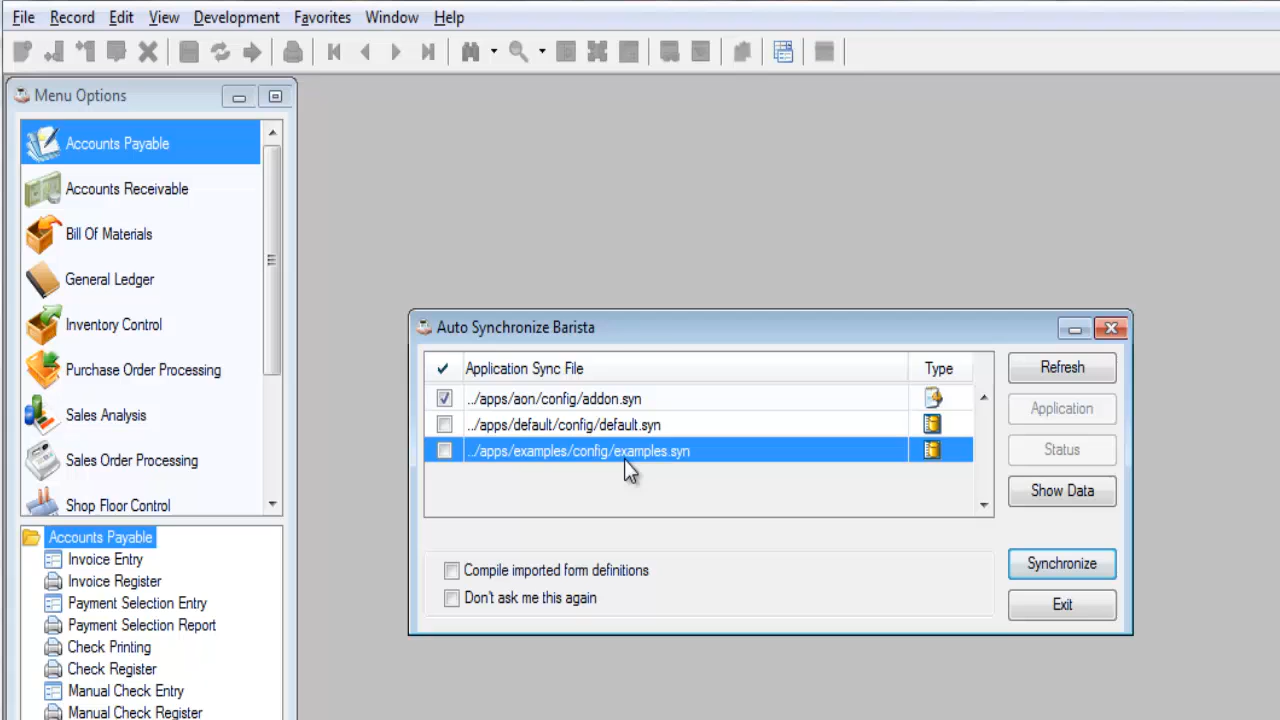 File Record Edit View Development Favorites Window Help
Menu Options
Accounts Payable
Accounts Receivable
Bill Of Materials
General Ledger
Inventory Control
Purchase Order Processing
Sales Analysis
Sales Order Processing
Shop Floor Control
Accounts Payable
Invoice Entry
Invoice Register
Payment Selection Entry
Payment Selection Report
Check Printing
Check Register
Manual Check Entry
Manual Check Register
Auto Synchronize Barista
Application Sync File Type
../apps/aon/config/addon.syn
../apps/default/config/default.syn
../apps/examples/config/examples.syn
Refresh
Application
Status
Show Data
Compile imported form definitions
Don't ask me this again
Synchronize
Exit